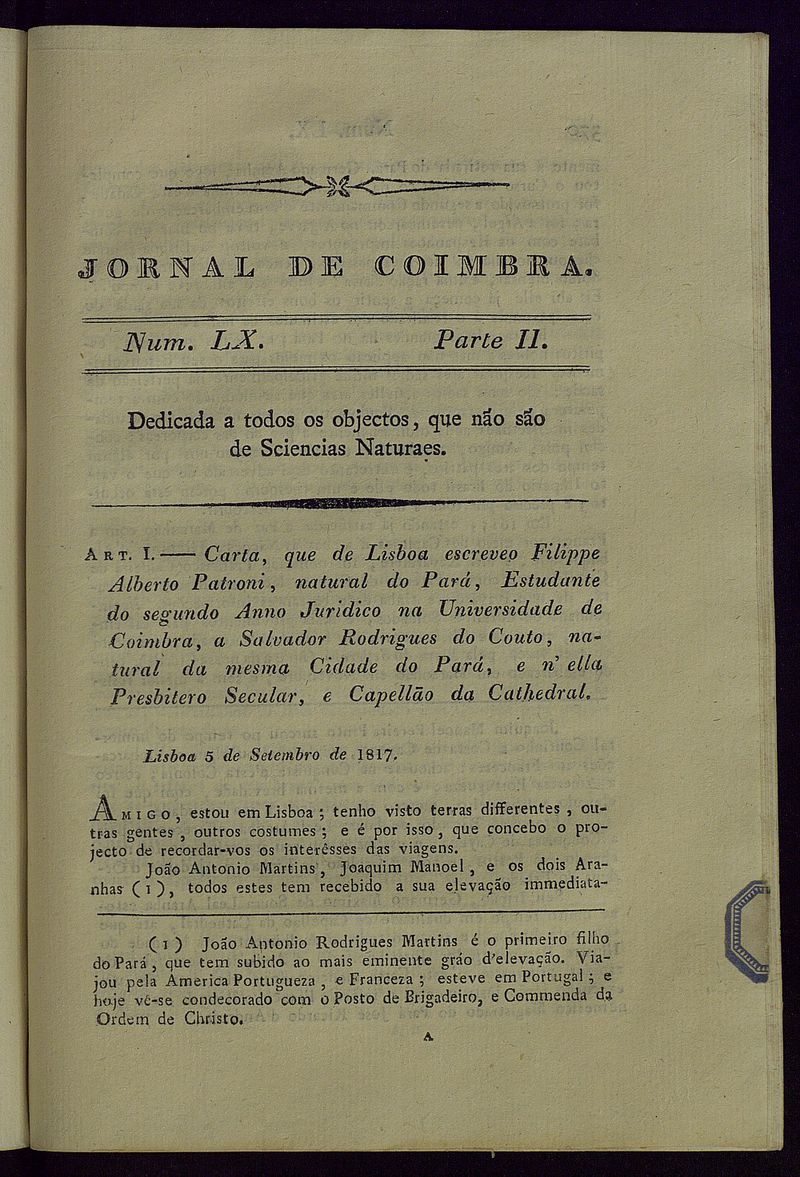 JORNAL DE COIMBRA.
Num. LX. Parte II.
Dedicada a todos os objectos, que não são
de Sciencias Naturaes.
ART. I. — Carta, que de Lisboa escreveo Filippe
Alberto Patroni, natural do Pará, Estudante
do segundo Anno Juridico na Universidade de
Coimbra, a Salvador Rodrigues do Couto, na-
tural da mesma Cidade do Pará, e n'ella
Presbitero Secular, e Capellão da Cathedral.
Lisboa 5 de Setembro de 1817.
AMIGO, estou em Lisboa; tenho visto terras differentes, ou-
tras gentes, outros costumes; e é por isso, que concebo o pro-
jecto de recordar-vos os interêsses das viagens.
João Antonio Martins, Joaquim Manoel, e os dois Ara-
nhas (1), todos estes tem recebido a sua elevação immediata-
(1) João Antonio Rodrigues Martins é o primeiro filho
do Pará, que tem subido ao mais eminente gráo d'elevação. Via-
jou pela America Portugueza, e Franceza; esteve em Portugal; e
hoje vê-se condecorado com o Posto de Brigadeiro, e Commenda da
Ordem de Christo.
A